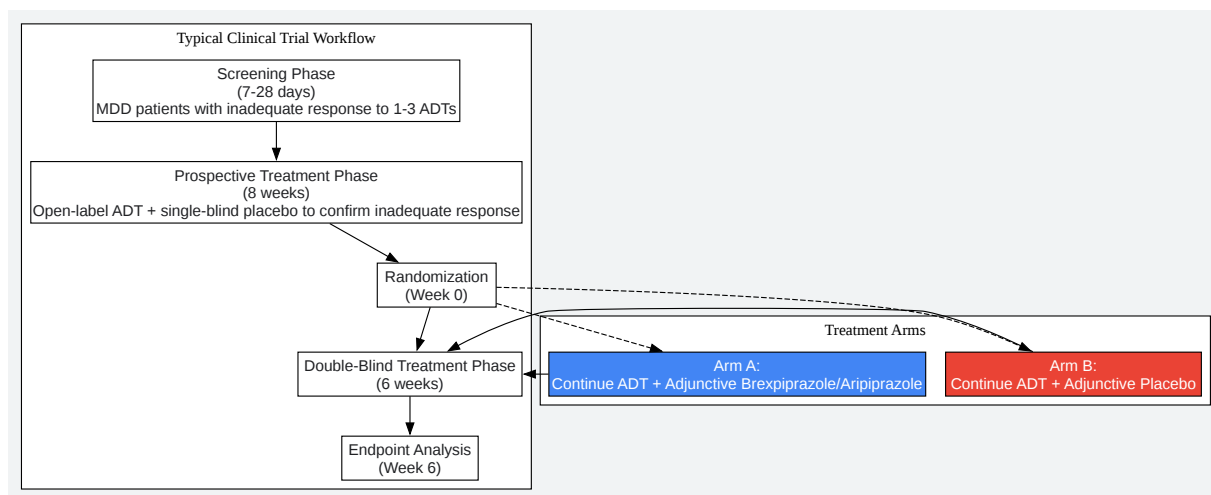 Typical Clinical Trial Workflow
Screening Phase
(7-28 days)
MDD patients with inadequate response to 1-3 ADTs
Prospective Treatment Phase
(8 weeks)
Open-label ADT + single-blind placebo to confirm inadequate response
Randomization
(Week 0)
Treatment Arms
Double-Blind Treatment Phase
(6 weeks)
Arm A:
Continue ADT + Adjunctive Brexpiprazole/Aripiprazole
Arm B:
Continue ADT + Adjunctive Placebo
Endpoint Analysis
(Week 6)